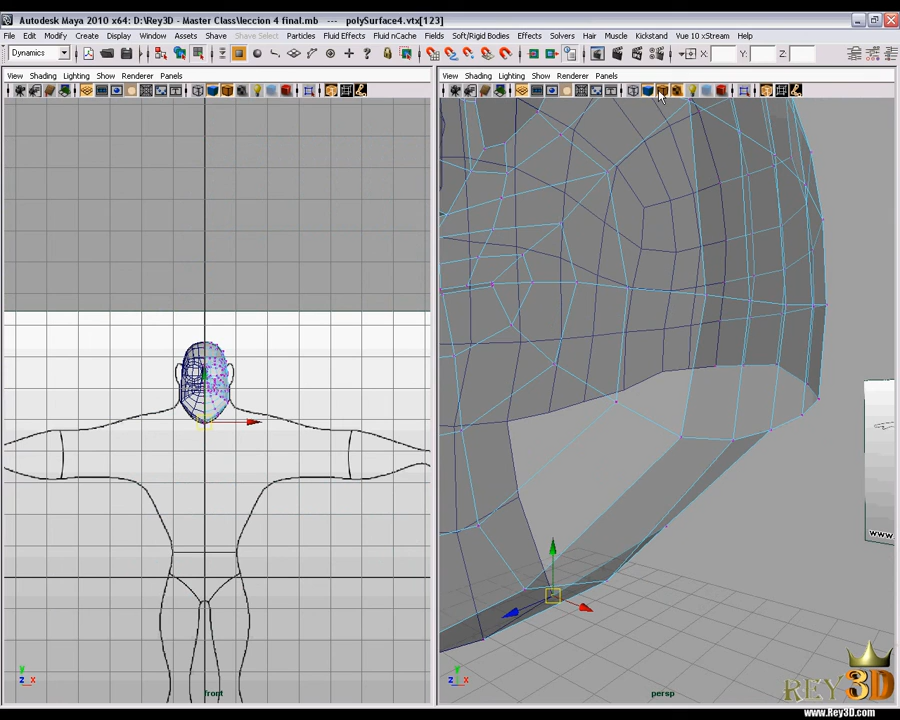 Autodesk Maya 2010 x64: D:\Rey3D - Master Class\leccion 4 final.mb   ---   polySurface4.vtx[123]
File Edit Modify Create Display Window Assets Share Particles Fluid Effects Fluid nCache Fields Soft/Rigid Bodies Effects Solvers Hair Muscle Kickstand Vue 10 xStream Help
Dynamics Shave Select X: Y: Z:
View Shading Lighting Show Renderer Panels
View Shading Lighting Show Renderer Panels
www.
y
z x
front
y
z x
persp
REY3D
www.Rey3D.com